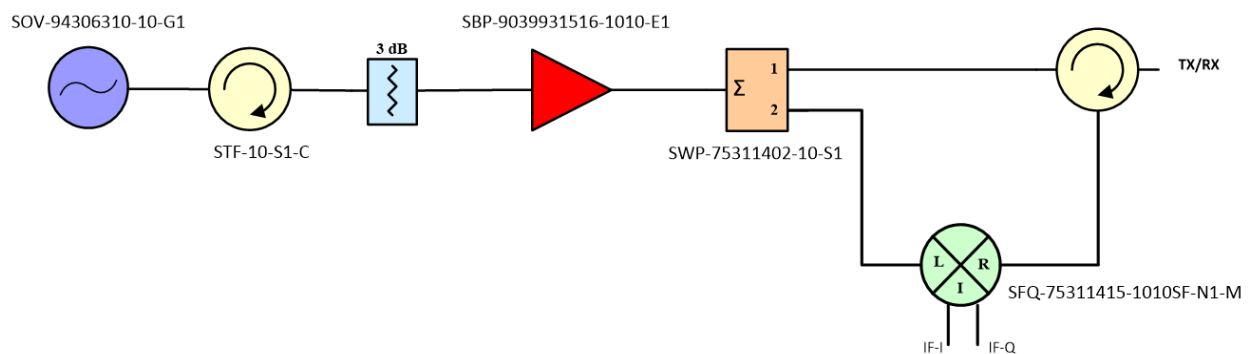 SOV-94306310-10-G1
SBP-9039931516-1010-E1
3 dB
1
TX/RX
Σ
2
STF-10-S1-C
SWP-75311402-10-S1
L
R
I
SFQ-75311415-1010SF-N1-M
IF-I
IF-Q